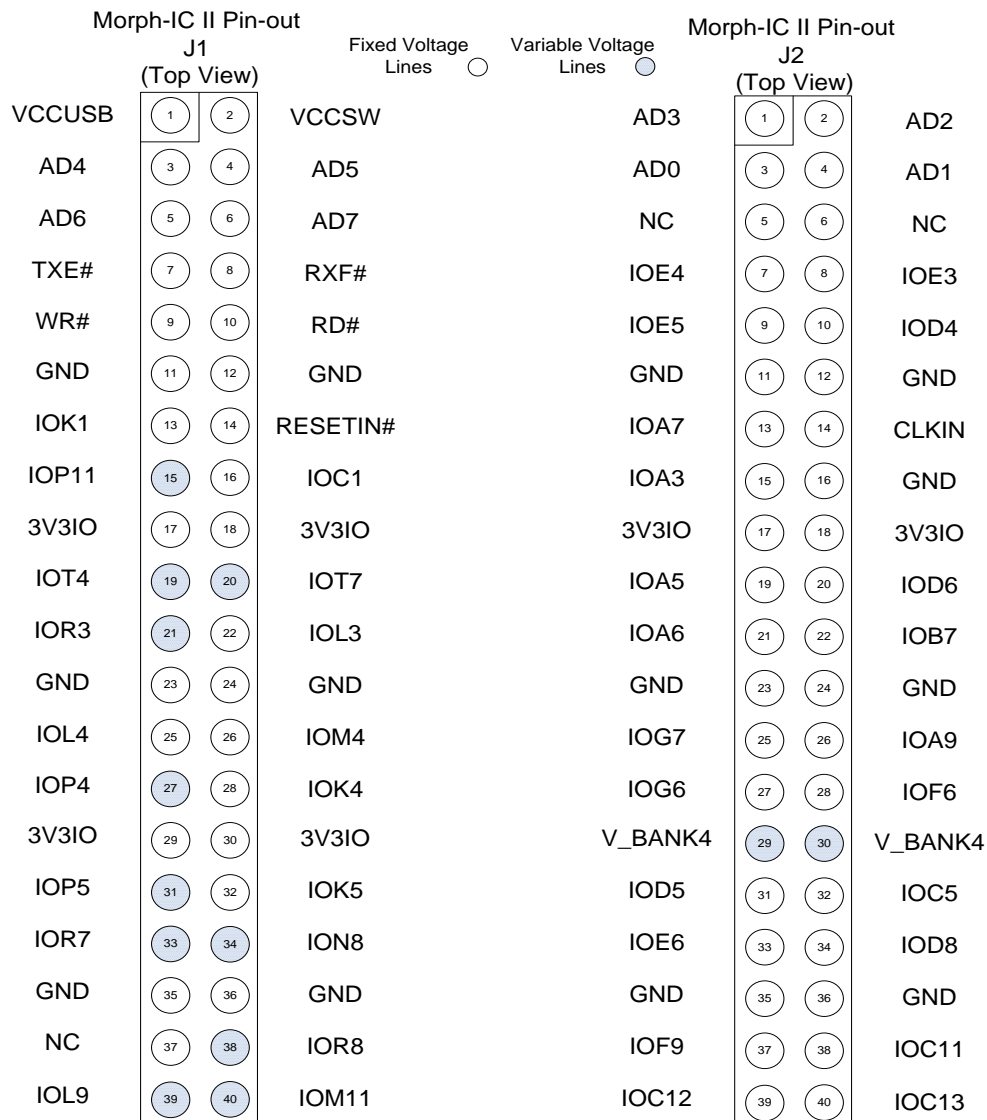 Morph-IC II Pin-out
J1
(Top View)
Fixed Voltage
Lines
Variable Voltage
Lines
Morph-IC II Pin-out
J2
(Top View)
VCCUSB 1 2 VCCSW AD3 1 2 AD2
AD4 3 4 AD5 AD0 3 4 AD1
AD6 5 6 AD7 NC 5 6 NC
TXE# 7 8 RXF# IOE4 7 8 IOE3
WR# 9 10 RD# IOE5 9 10 IOD4
GND 11 12 GND GND 11 12 GND
IOK1 13 14 RESETIN# IOA7 13 14 CLKIN
IOP11 15 16 IOC1 IOA3 15 16 GND
3V3IO 17 18 3V3IO 3V3IO 17 18 3V3IO
IOT4 19 20 IOT7 IOA5 19 20 IOD6
IOR3 21 22 IOL3 IOA6 21 22 IOB7
GND 23 24 GND GND 23 24 GND
IOL4 25 26 IOM4 IOG7 25 26 IOA9
IOP4 27 28 IOK4 IOG6 27 28 IOF6
3V3IO 29 30 3V3IO V_BANK4 29 30 V_BANK4
IOP5 31 32 IOK5 IOD5 31 32 IOC5
IOR7 33 34 ION8 IOE6 33 34 IOD8
GND 35 36 GND GND 35 36 GND
NC 37 38 IOR8 IOF9 37 38 IOC11
IOL9 39 40 IOM11 IOC12 39 40 IOC13